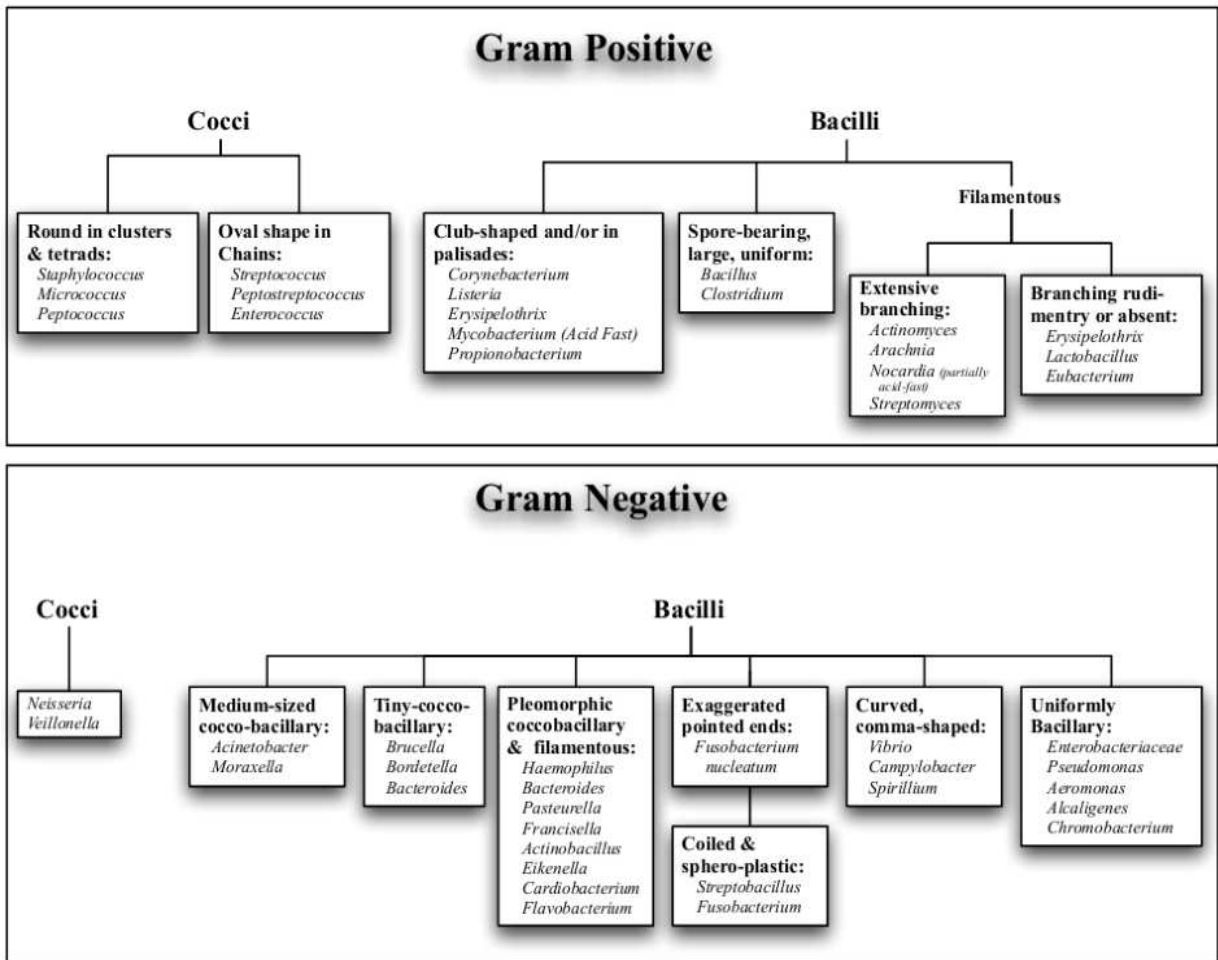 Gram Positive
Cocci
Bacilli
Filamentous
Round in clusters
& tetrads:
Staphylococcus
Micrococcus
Peptococcus
Oval shape in
Chains:
Streptococcus
Peptostreptococcus
Enterococcus
Club-shaped and/or in
palisades:
Corynebacterium
Listeria
Erysipelothrix
Mycobacterium (Acid Fast)
Propionobacterium
Spore-bearing,
large, uniform:
Bacillus
Clostridium
Extensive
branching:
Actinomyces
Arachnia
Nocardia (partially
acid-fast)
Streptomyces
Branching rudi-
mentry or absent:
Erysipelothrix
Lactobacillus
Eubacterium
Gram Negative
Cocci
Bacilli
Neisseria
Veillonella
Medium-sized
cocco-bacillary:
Acinetobacter
Moraxella
Tiny-cocco-
bacillary:
Brucella
Bordetella
Bacteroides
Pleomorphic
coccobacillary
& filamentous:
Haemophilus
Bacteroides
Pasteurella
Francisella
Actinobacillus
Eikenella
Cardiobacterium
Flavobacterium
Exaggerated
pointed ends:
Fusobacterium
nucleatum
Coiled &
sphero-plastic:
Streptobacillus
Fusobacterium
Curved,
comma-shaped:
Vibrio
Campylobacter
Spirillium
Uniformly
Bacillary:
Enterobacteriaceae
Pseudomonas
Aeromonas
Alcaligenes
Chromobacterium